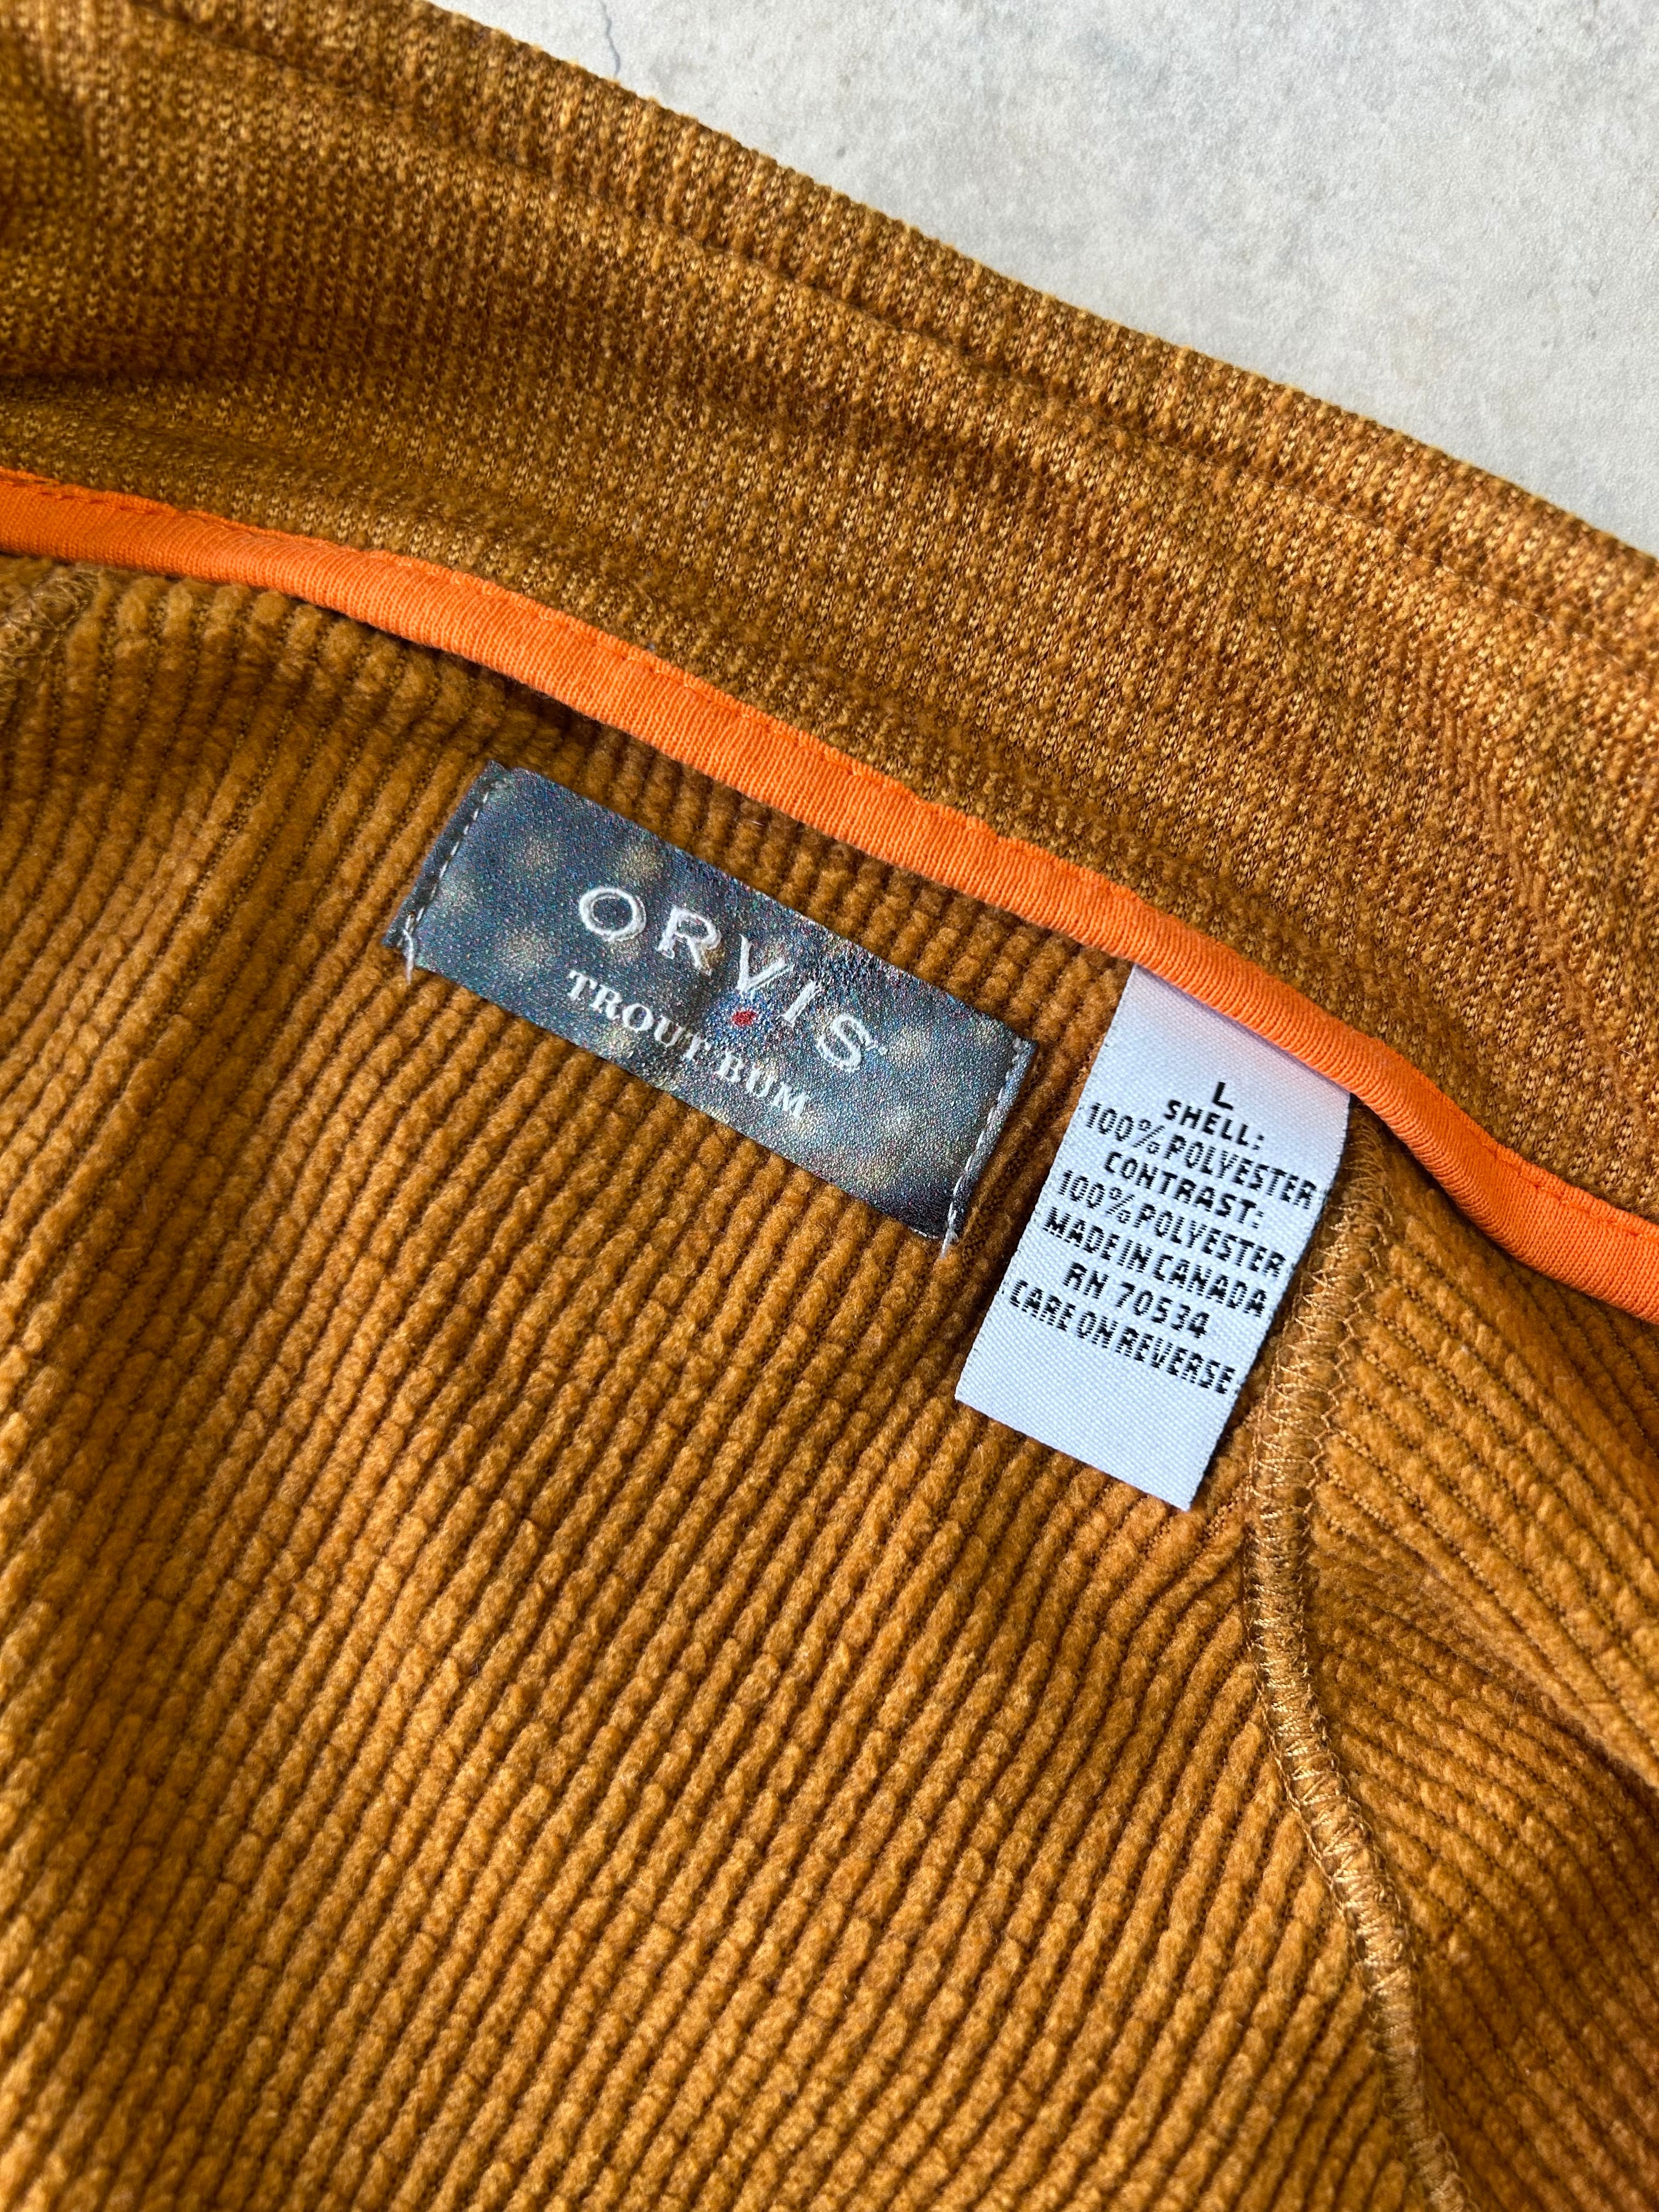 ORVIS
TROUT BUM
L
SHELL:
100% POLYESTER
CONTRAST:
100% POLYESTER
MADE IN CANADA
RN 70534
CARE ON REVERSE